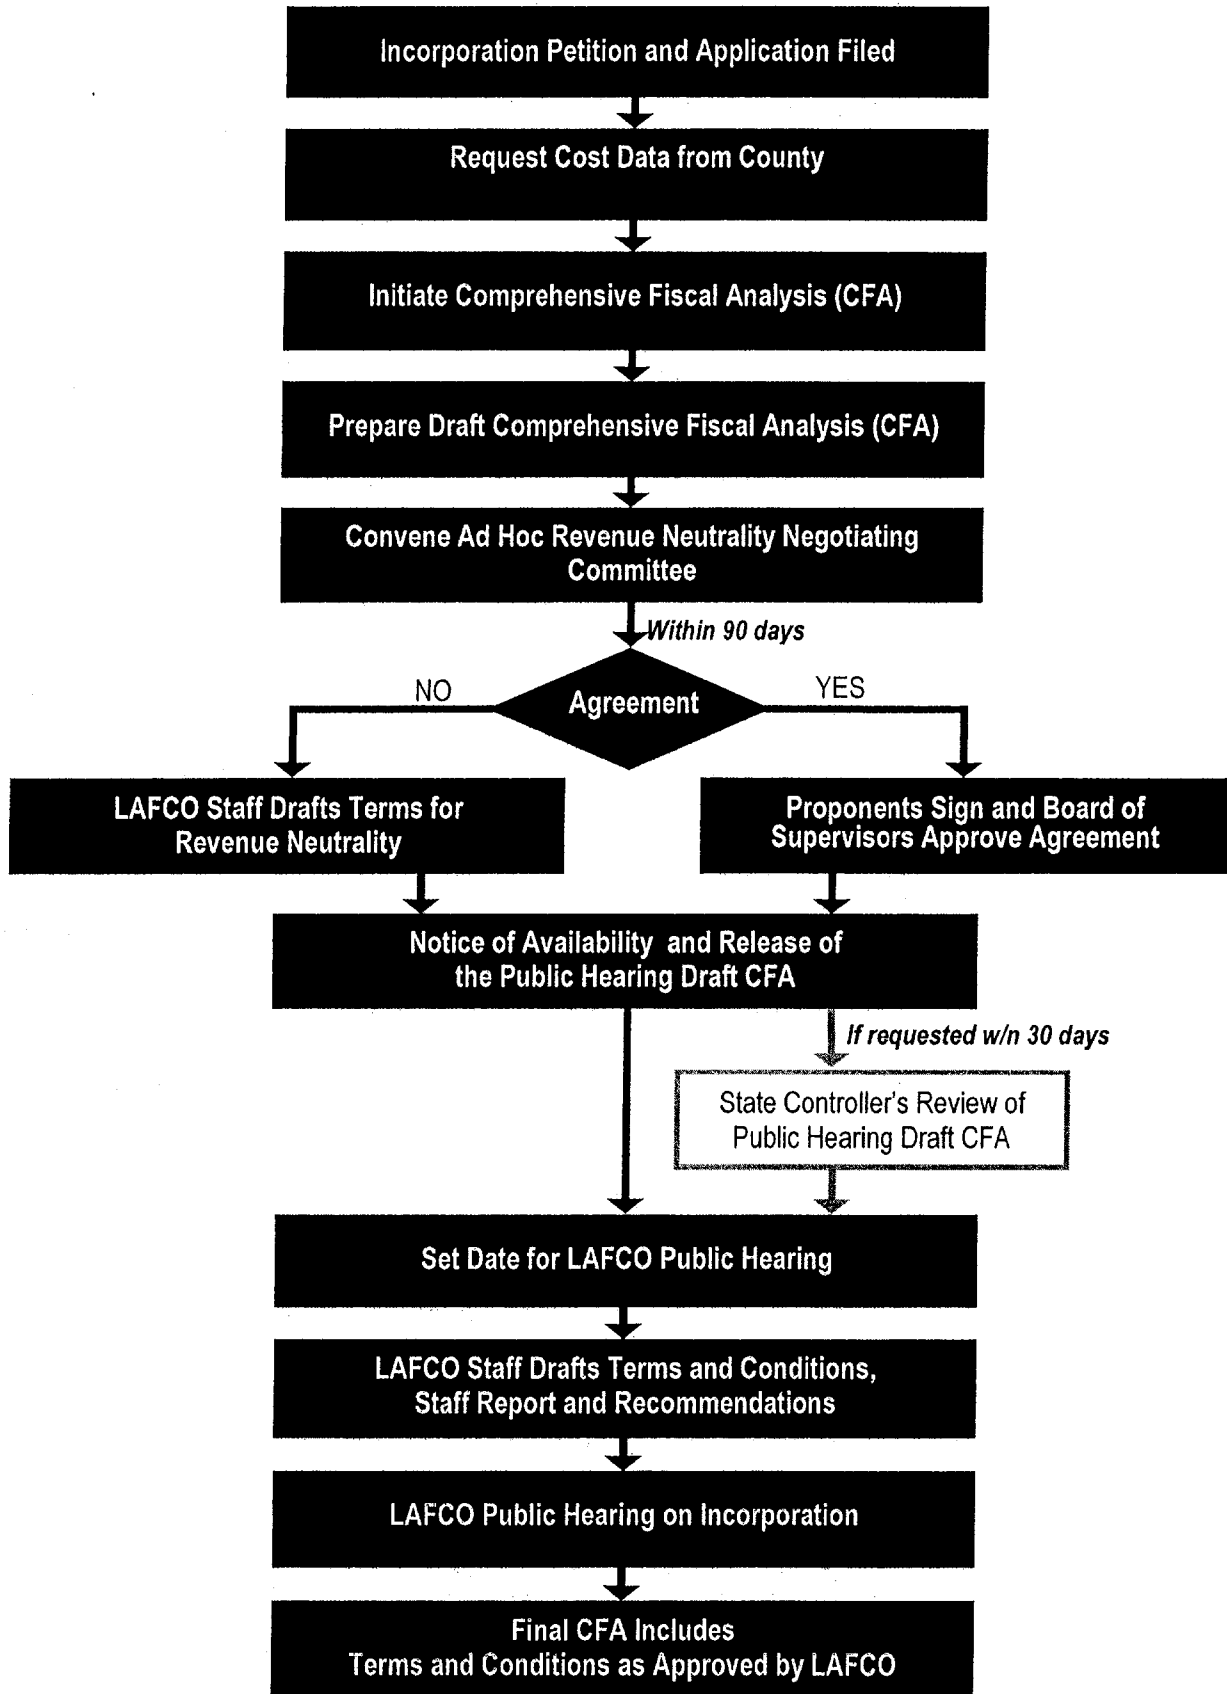 Incorporation Petition and Application Filed
Request Cost Data from County
Initiate Comprehensive Fiscal Analysis (CFA)
Prepare Draft Comprehensive Fiscal Analysis (CFA)
Convene Ad Hoc Revenue Neutrality Negotiating
Committee
Within 90 days
NO
Agreement
YES
LAFCO Staff Drafts Terms for
Revenue Neutrality
Proponents Sign and Board of
Supervisors Approve Agreement
Notice of Availability and Release of
the Public Hearing Draft CFA
If requested w/n 30 days
State Controller's Review of
Public Hearing Draft CFA
Set Date for LAFCO Public Hearing
LAFCO Staff Drafts Terms and Conditions,
Staff Report and Recommendations
LAFCO Public Hearing on Incorporation
Final CFA Includes
Terms and Conditions as Approved by LAFCO